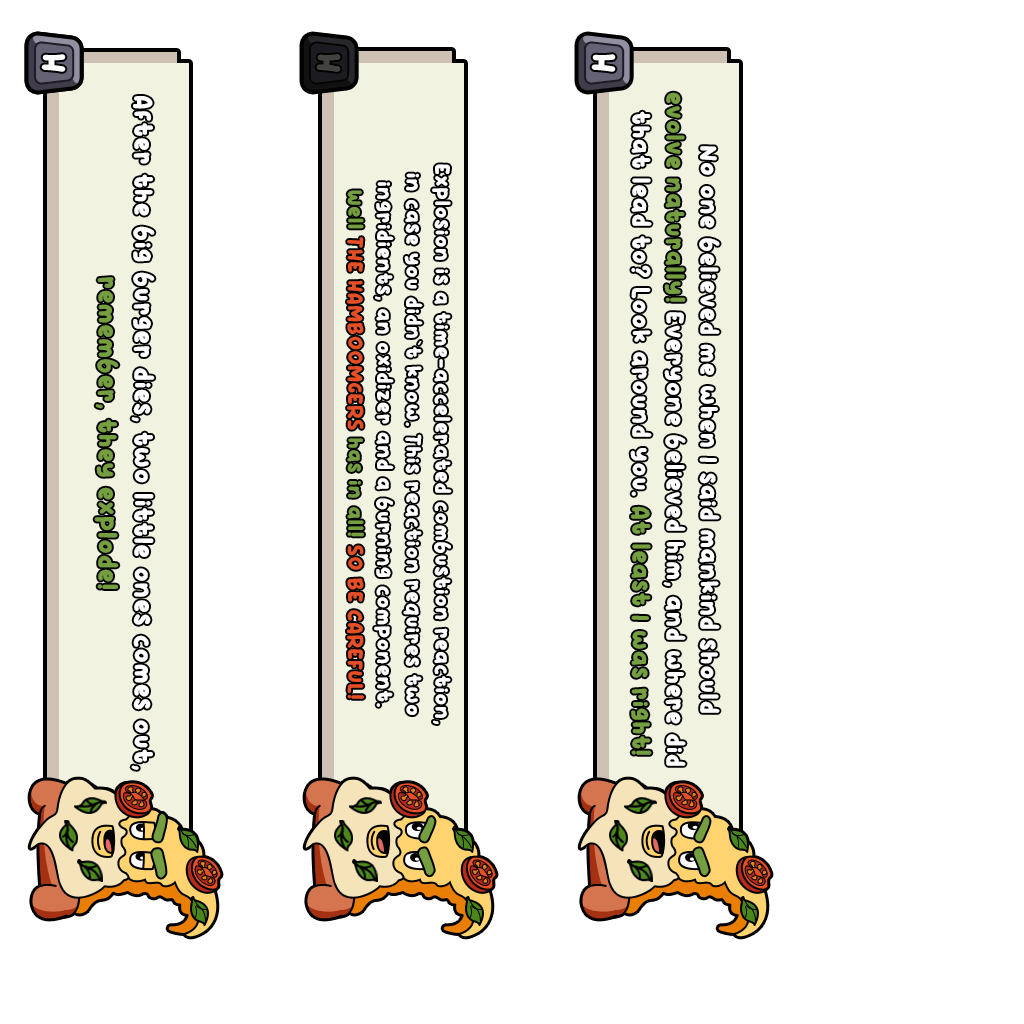 H
No one believed me when I said mankind should
evolve naturally! Everyone believed him, and where did
that lead to? Look around you. At least I was right!
H
Explosion is a time-accelerated combustion reaction,
in case you didn't know. This reaction requires two
ingridients, an oxidizer and a burning component.
Well THE HAMBOOMGERS has in all! SO BE CAREFUL!
H
After the big burger dies, two little ones comes out,
remember, they explode!